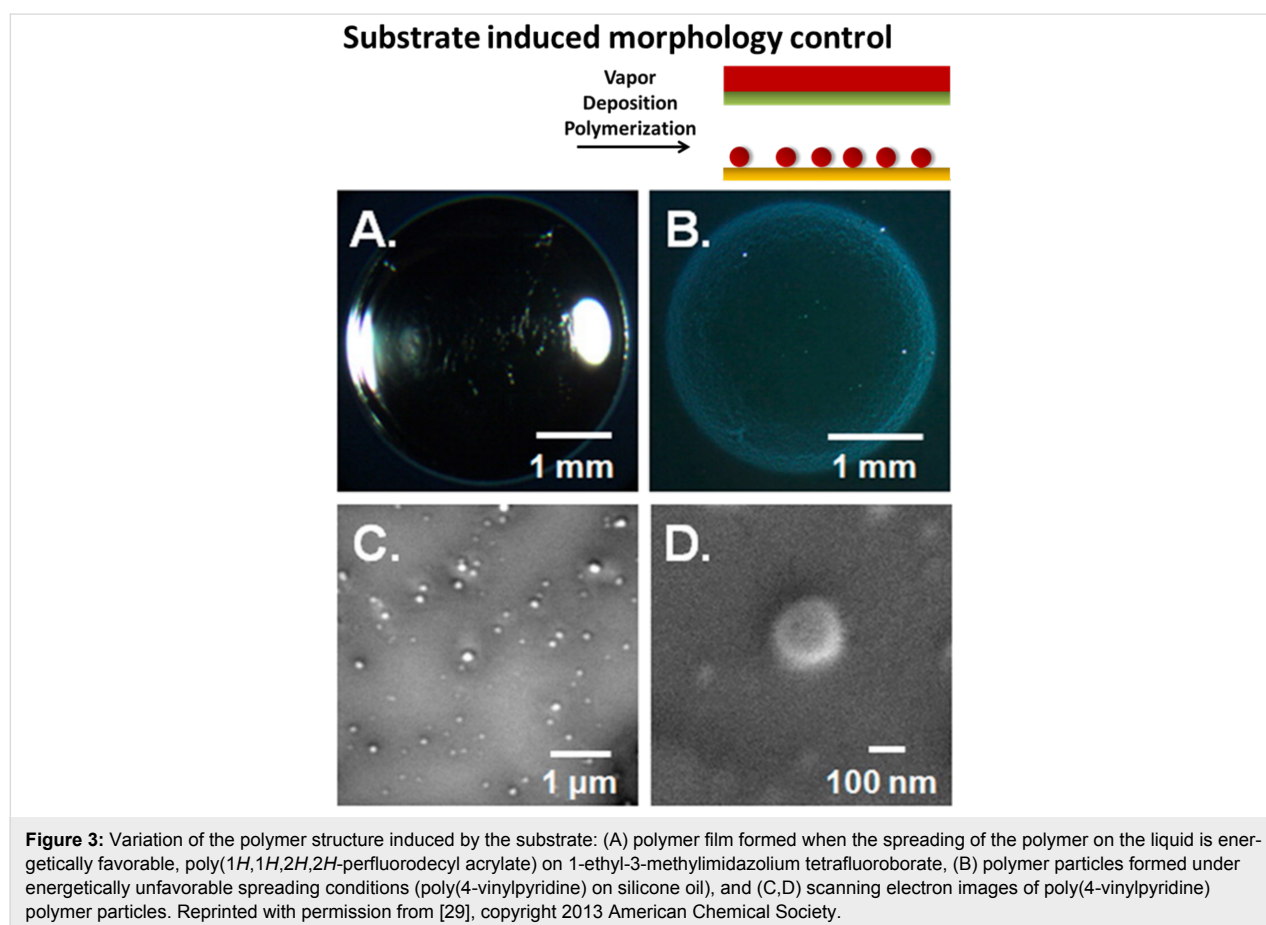 Substrate induced morphology control
Vapor
Deposition
Polymerization
A.
1 mm
B.
1 mm
C.
1 µm
D.
100 nm
Figure 3: Variation of the polymer structure induced by the substrate: (A) polymer film formed when the spreading of the polymer on the liquid is ener-
getically favorable, poly(1H,1H,2H,2H-perfluorodecyl acrylate) on 1-ethyl-3-methylimidazolium tetrafluoroborate, (B) polymer particles formed under
energetically unfavorable spreading conditions (poly(4-vinylpyridine) on silicone oil), and (C,D) scanning electron images of poly(4-vinylpyridine)
polymer particles. Reprinted with permission from [29], copyright 2013 American Chemical Society.